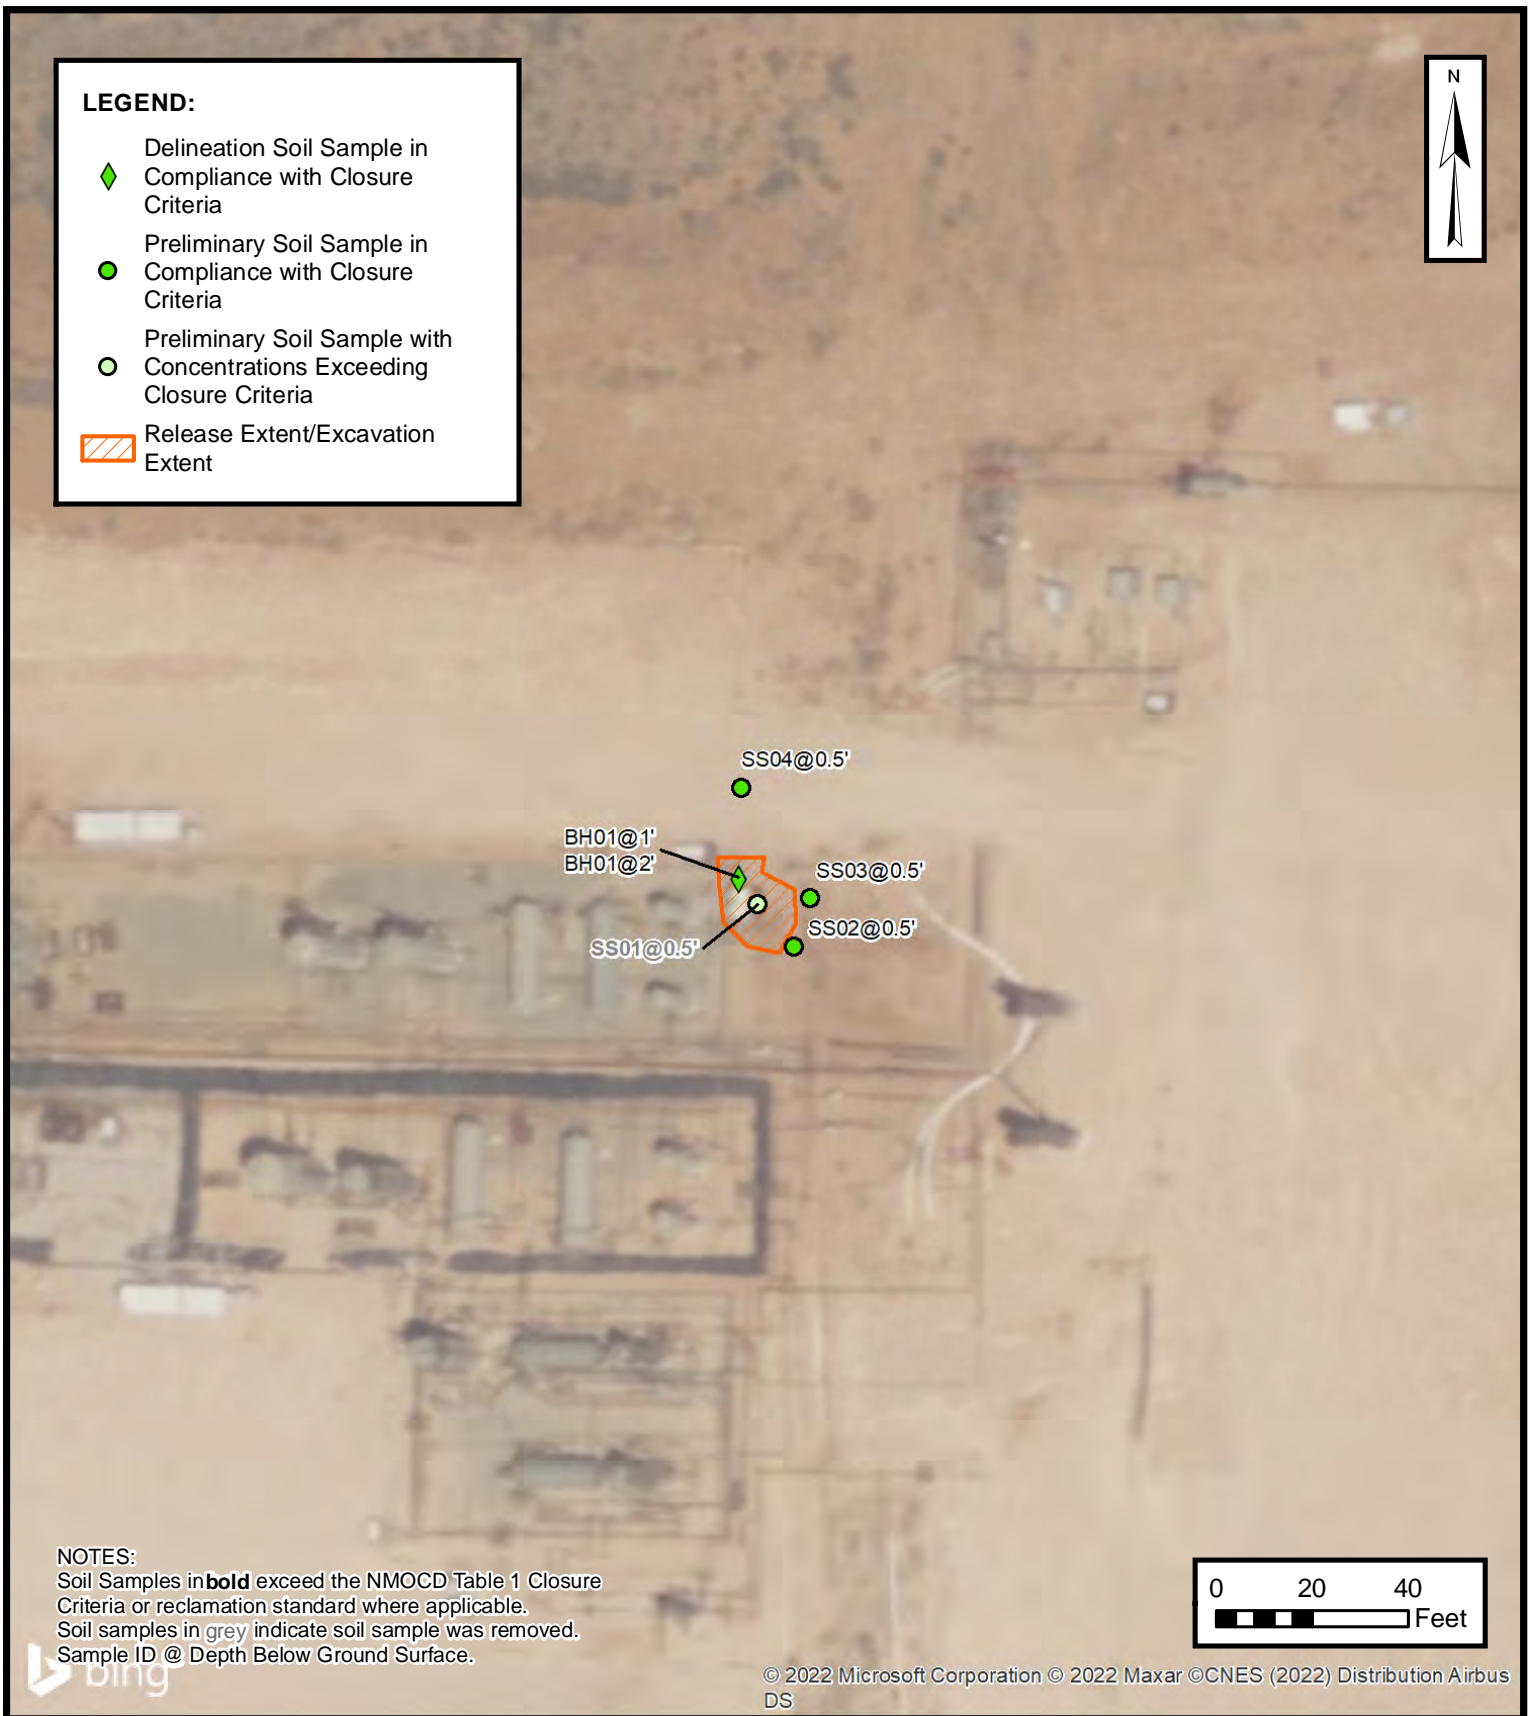 LEGEND:
Delineation Soil Sample in
Compliance with Closure
Criteria
Preliminary Soil Sample in
Compliance with Closure
Criteria
Preliminary Soil Sample with
Concentrations Exceeding
Closure Criteria
Release Extent/Excavation
Extent
N
SS04@0.5'
BH01@1'
BH01@2'
SS03@0.5'
SS02@0.5'
SS01@0.5'
NOTES:
Soil Samples in bold exceed the NMOCD Table 1 Closure
Criteria or reclamation standard where applicable.
Soil samples in grey indicate soil sample was removed.
Sample ID @ Depth Below Ground Surface.
bing
0 20 40
Feet
© 2022 Microsoft Corporation © 2022 Maxar ©CNES (2022) Distribution Airbus
DS